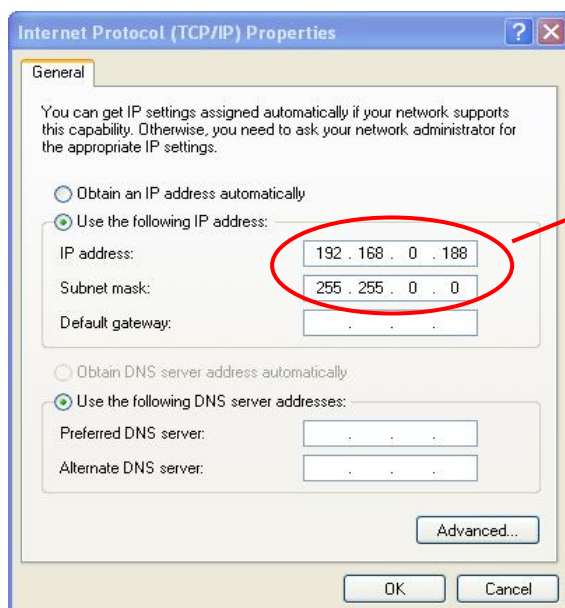 Internet Protocol (TCP/IP) Properties
General
You can get IP settings assigned automatically if your network supports
this capability. Otherwise, you need to ask your network administrator for
the appropriate IP settings.
Obtain an IP address automatically
Use the following IP address:
IP address: 192 . 168 . 0 . 188
Subnet mask: 255 . 255 . 0 . 0
Default gateway: . . .
Obtain DNS server address automatically
Use the following DNS server addresses:
Preferred DNS server: . . .
Alternate DNS server: . . .
Advanced...
OK Cancel